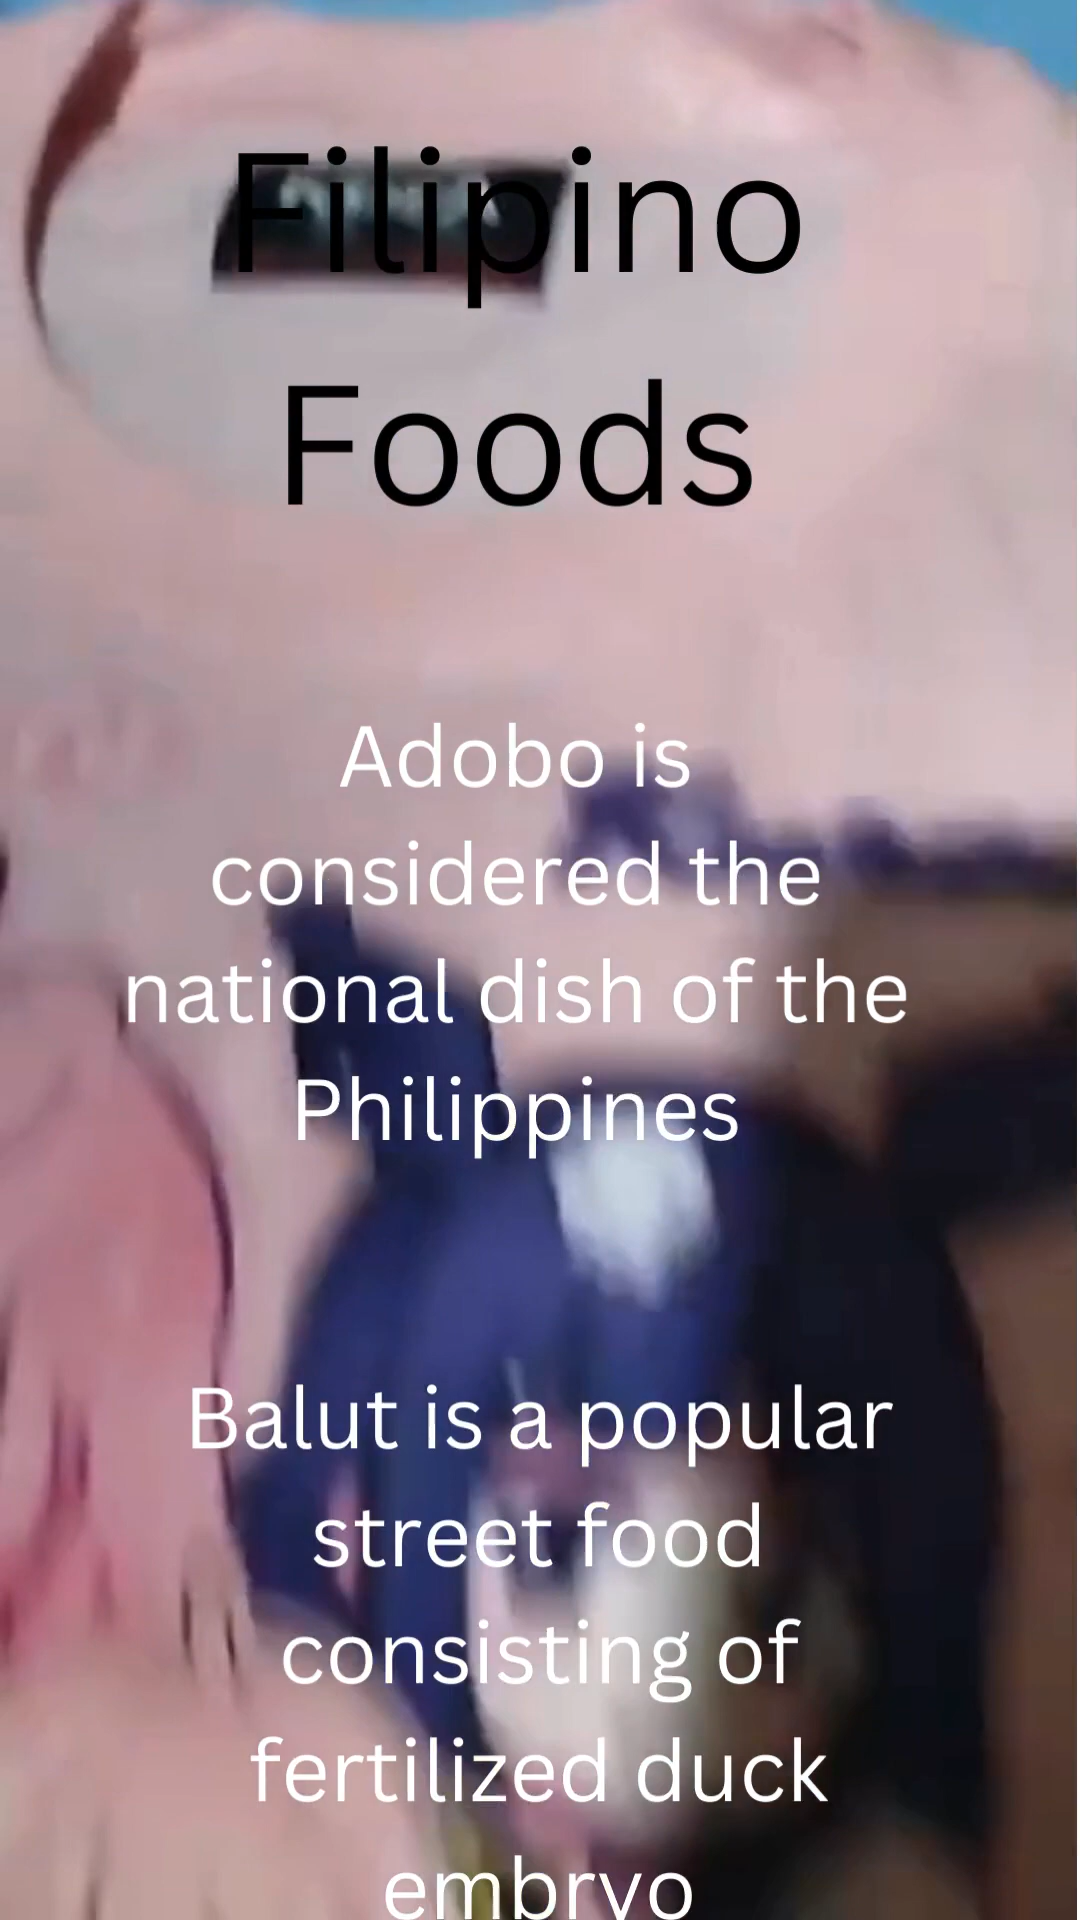 Filipino
Foods
Adobo is
considered the
national dish of the
Philippines
Balut is a popular
street food
consisting of
fertilized duck
embryo